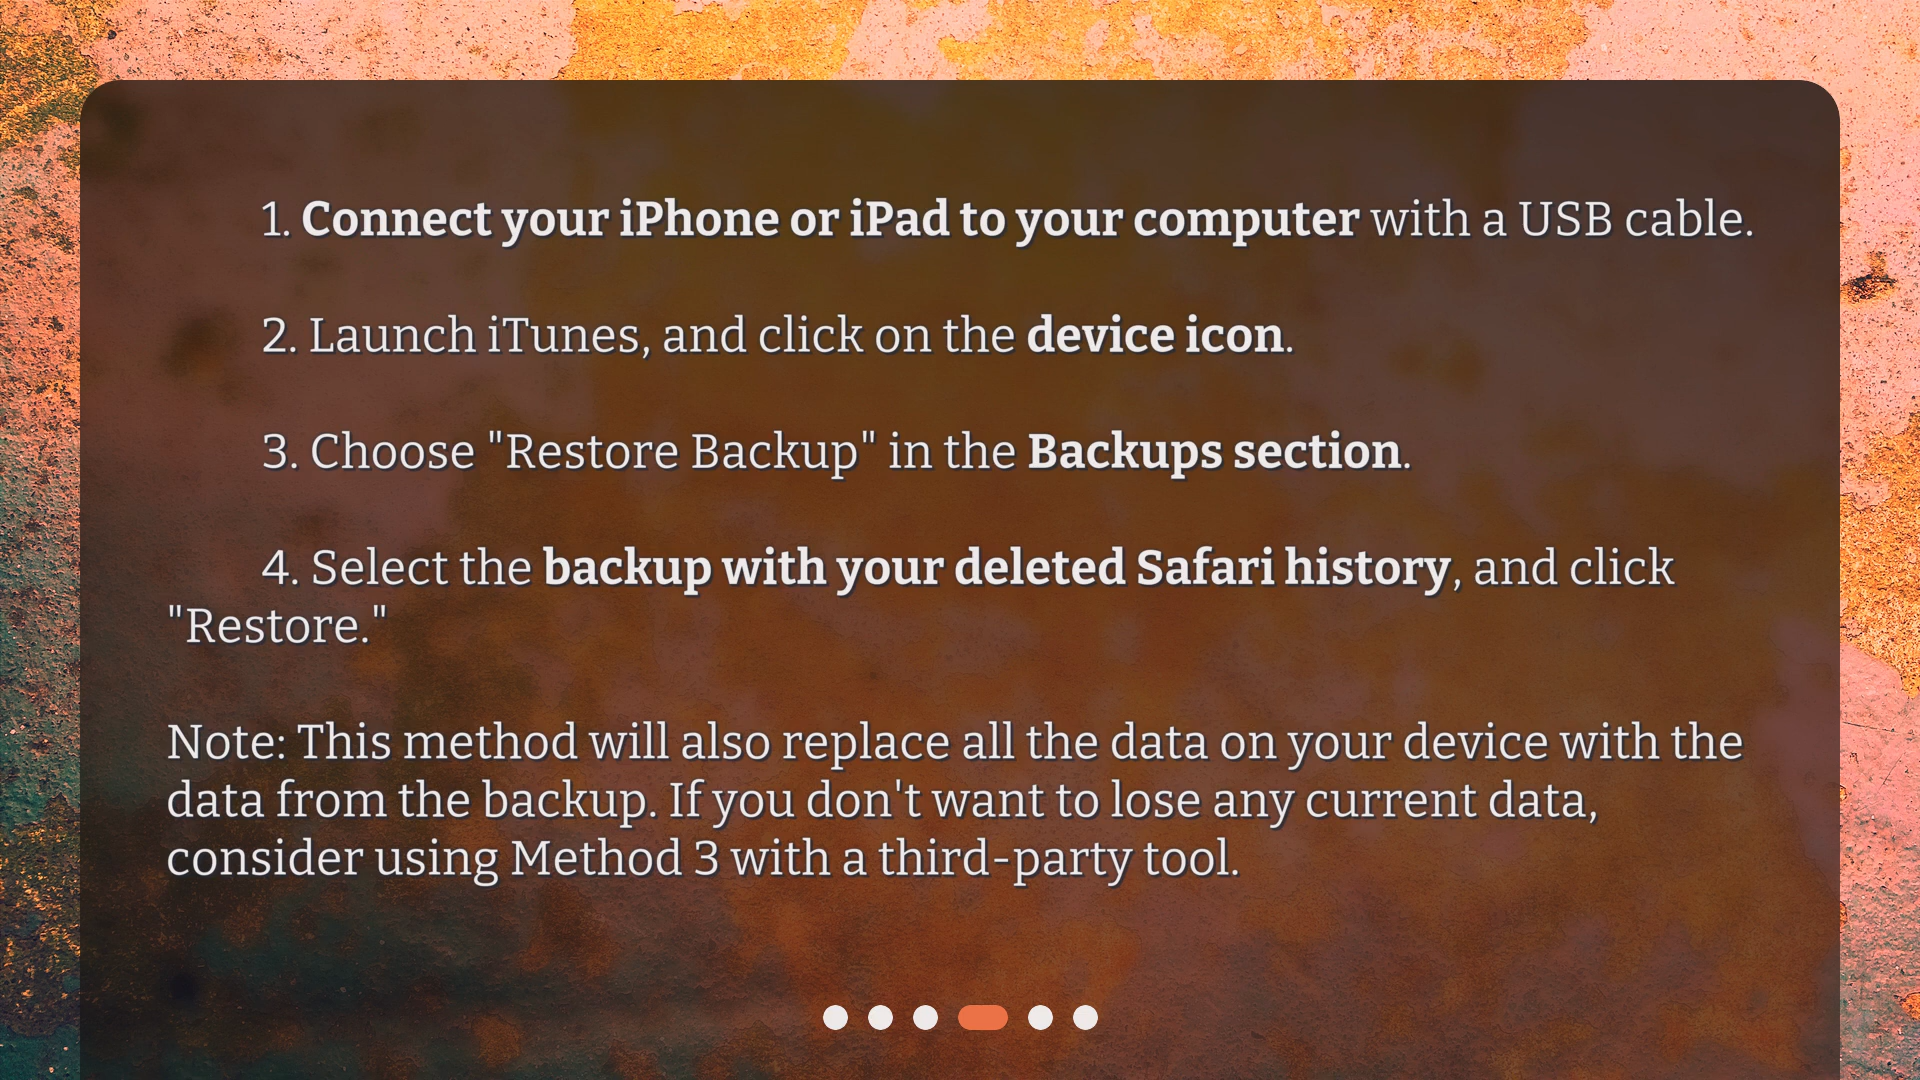 1. Connect your iPhone or iPad to your computer with a USB cable.
2. Launch iTunes, and click on the device icon.
3. Choose "Restore Backup" in the Backups section.
4. Select the backup with your deleted Safari history, and click
"Restore."
Note: This method will also replace all the data on your device with the
data from the backup. If you don't want to lose any current data,
consider using Method 3 with a third-party tool.